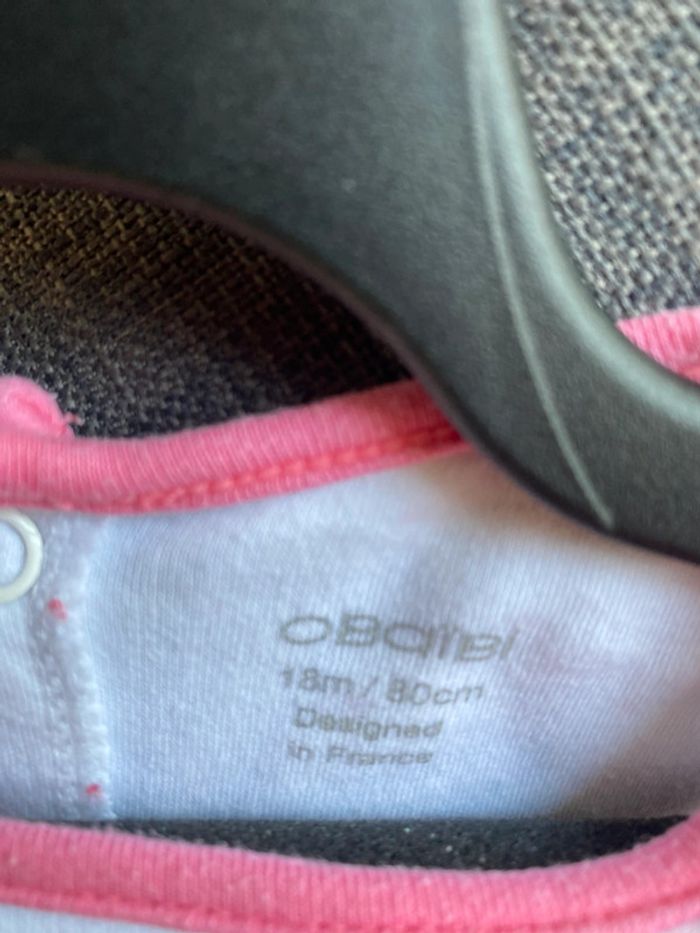 OBaïBi
18m / 80cm
Designed
in France